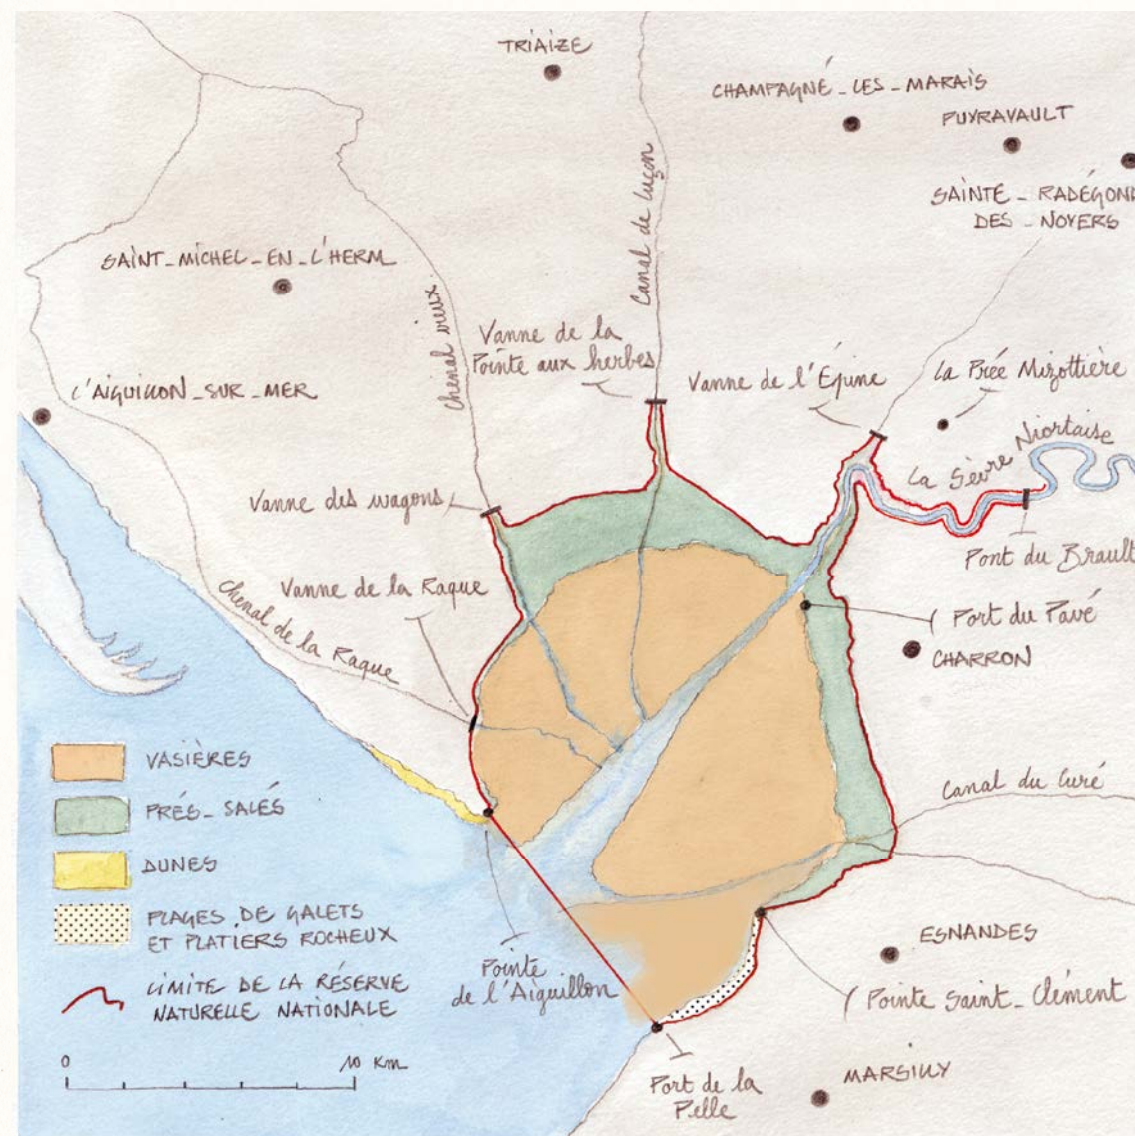 TRIAIZE
CHAMPAGNÉ_LES_MARAIS
PUYRAVAULT
SAINTE_RADÉGOND
DES_NOYERS
SAINT_MICHEL_EN_L'HERM
Canal de Luçon
Chenal vieux
Vanne de la
Pointe aux herbes
Vanne de l'Épine
La Prée Mizottière
L'AIGUILLON_SUR_MER
La Sèvre Niortaise
Vanne des wagons
Pont du Brault
Vanne de la Raque
Chenal de la Raque
Port du Pavé
CHARRON
VASIÈRES
Canal du Curé
PRÉS_SALÉS
DUNES
PLAGES DE GALETS
ET PLATIERS ROCHEUX
ESNANDES
Pointe
de l'Aiguillon
LIMITE DE LA RÉSERVE
NATURELLE NATIONALE
Pointe Saint_Clément
0 10 Km
MARSILLY
Port de la
Pelle